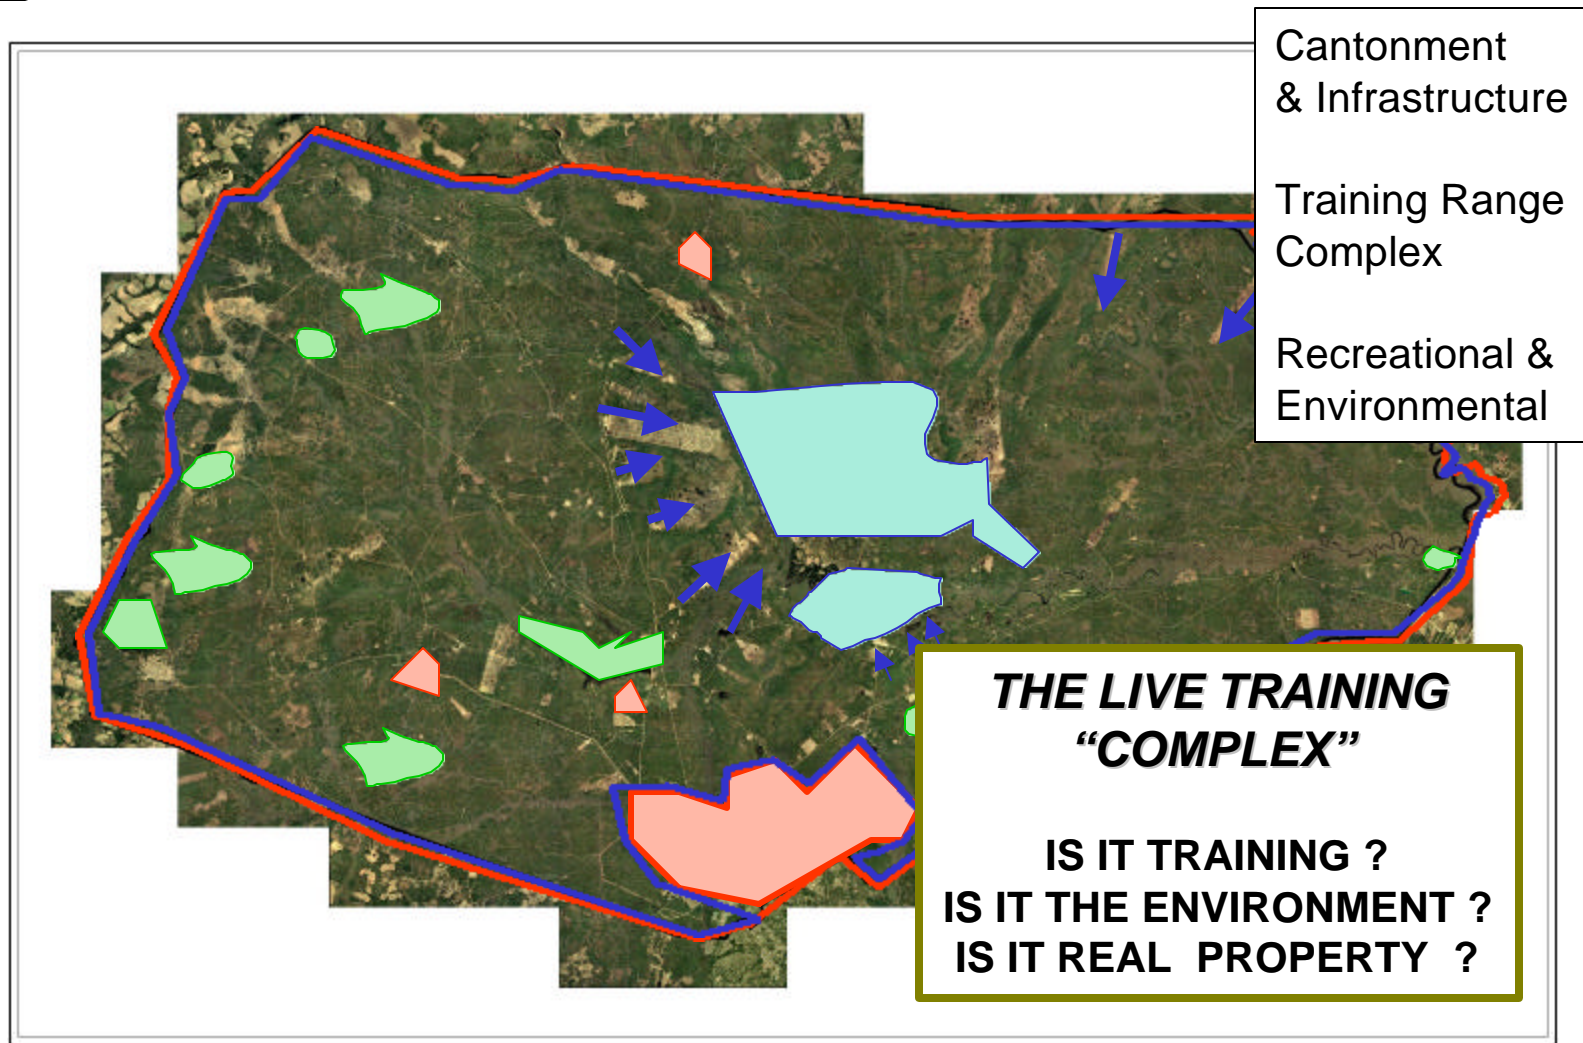 Cantonment
& Infrastructure
Training Range
Complex
Recreational &
Environmental
THE LIVE TRAINING
“COMPLEX”
IS IT TRAINING ?
IS IT THE ENVIRONMENT ?
IS IT REAL PROPERTY ?